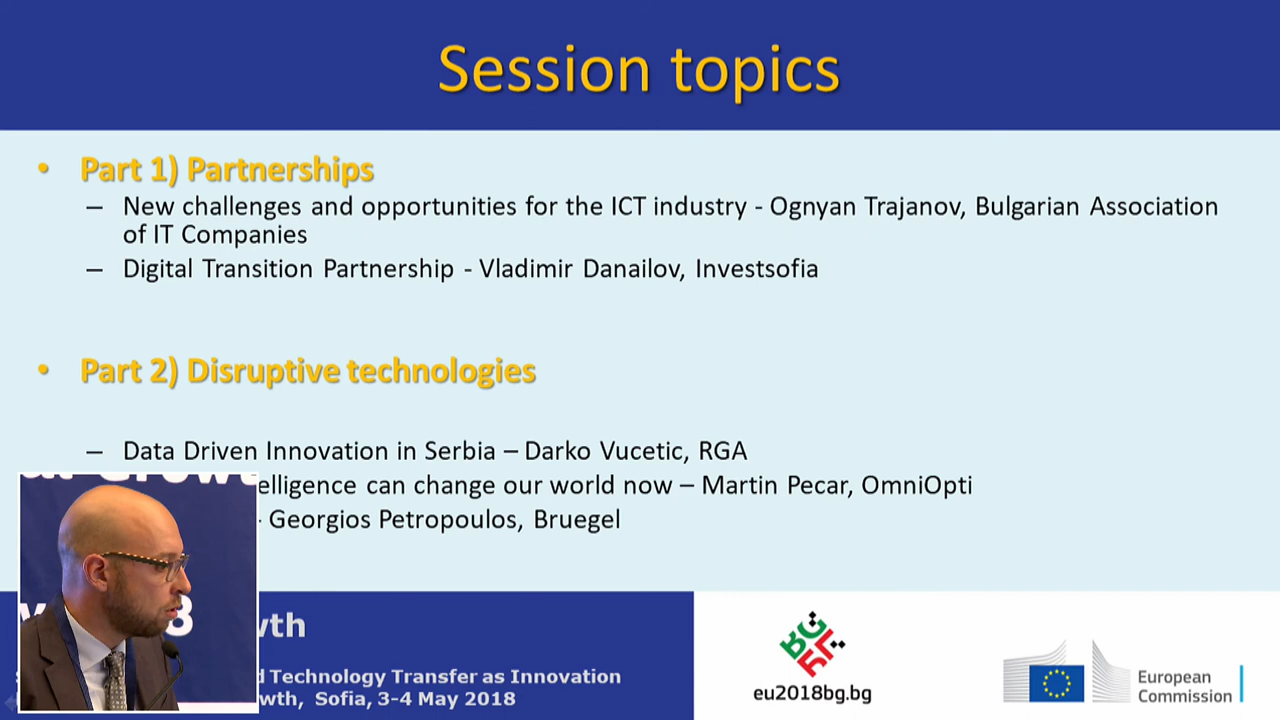 Session topics
• Part 1) Partnerships
– New challenges and opportunities for the ICT industry - Ognyan Trajanov, Bulgarian Association
of IT Companies
– Digital Transition Partnership - Vladimir Danailov, Investsofia
• Part 2) Disruptive technologies
– Data Driven Innovation in Serbia – Darko Vucetic, RGA
elligence can change our world now – Martin Pecar, OmniOpti
- Georgios Petropoulos, Bruegel
wth
d Technology Transfer as Innovation
wth, Sofia, 3-4 May 2018
eu2018bg.bg
European
Commission